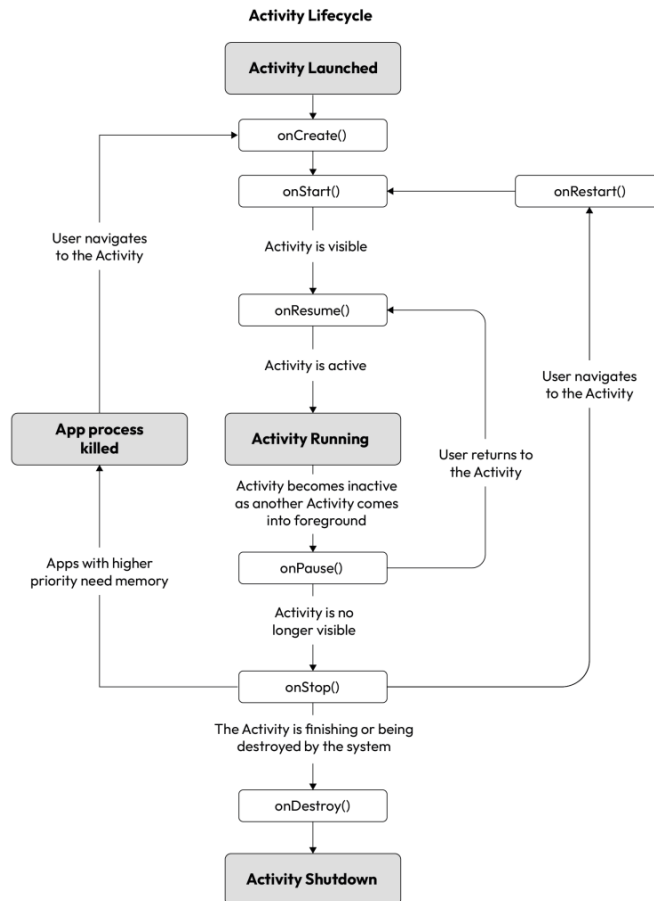 Activity Lifecycle
Activity Launched
onCreate()
onStart()
onRestart()
User navigates
to the Activity
Activity is visible
onResume()
Activity is active
User navigates
to the Activity
App process
killed
Activity Running
User returns to
the Activity
Activity becomes inactive
as another Activity comes
into foreground
onPause()
Apps with higher
priority need memory
Activity is no
longer visible
onStop()
The Activity is finishing or being
destroyed by the system
onDestroy()
Activity Shutdown